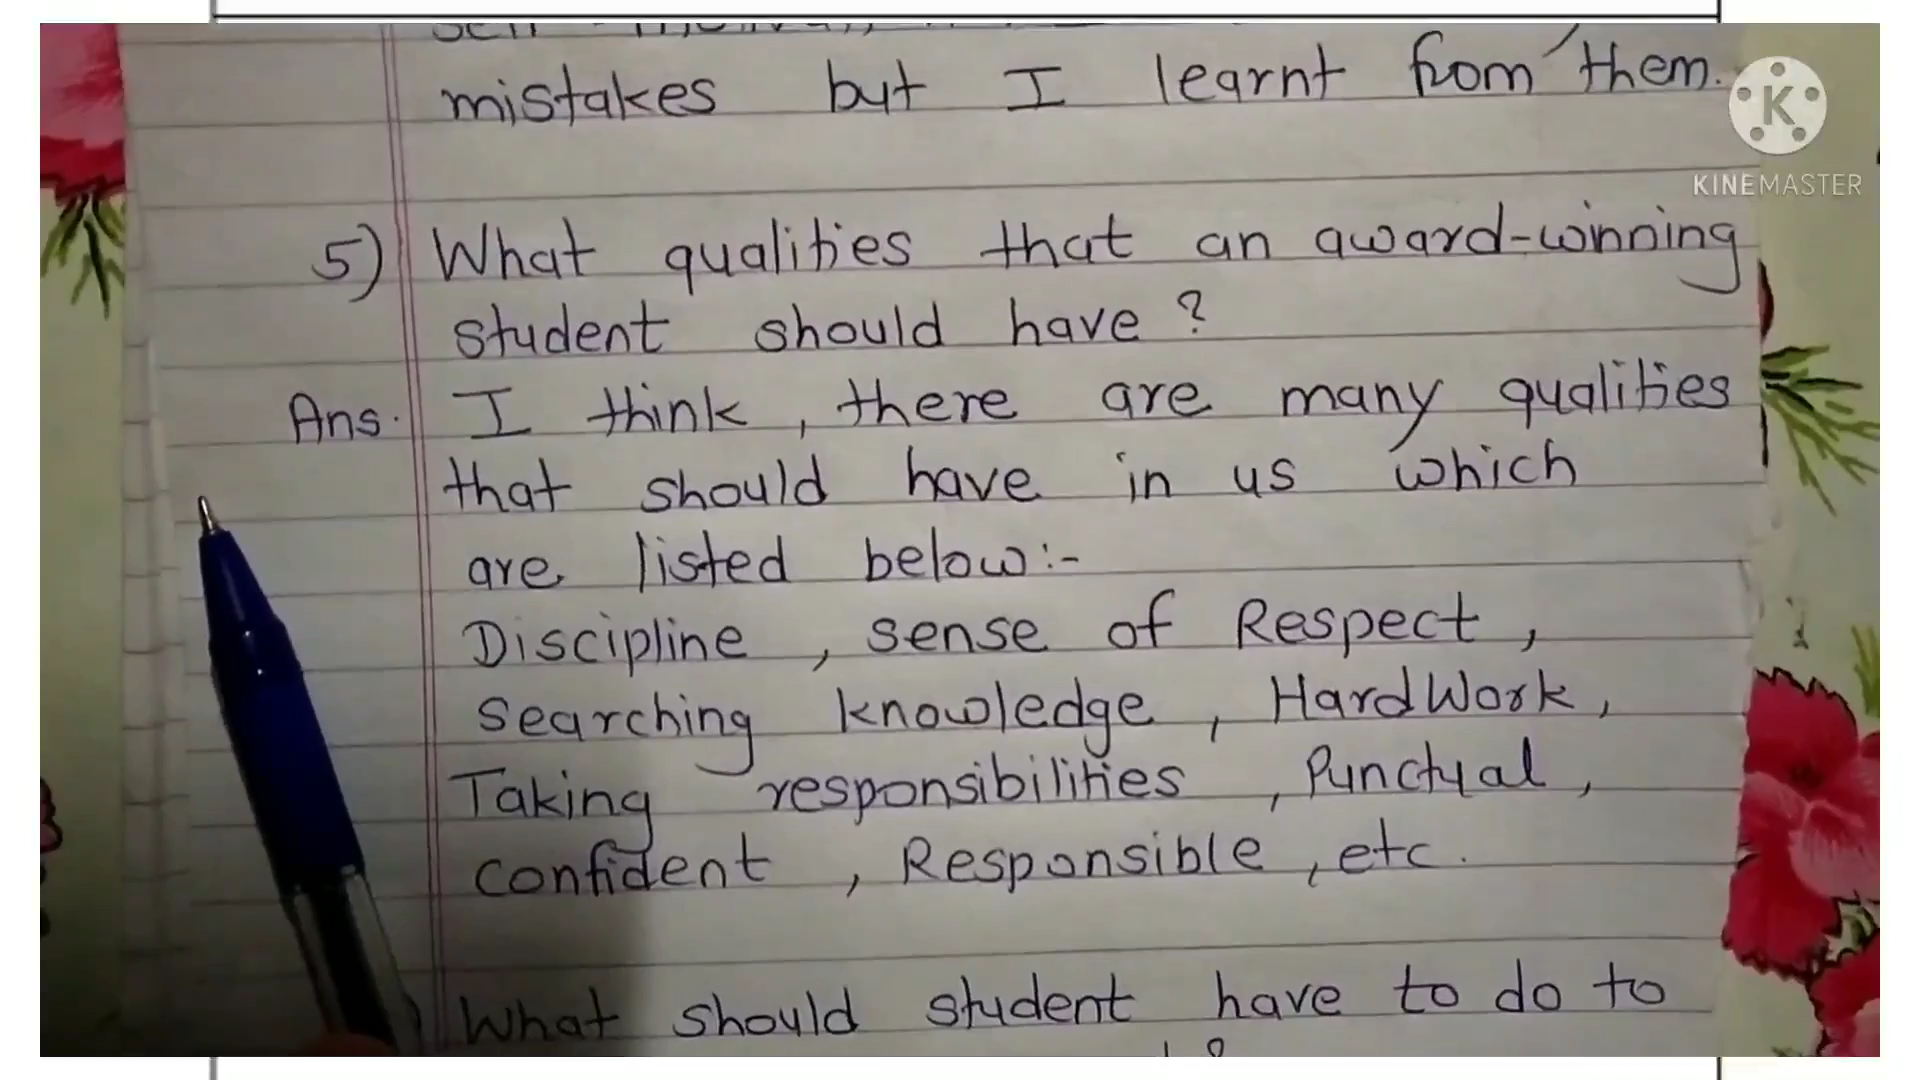 mistakes but I learnt from them.
KINEMASTER
5) What qualities that an award-winning
student should have ?
Ans. I think , there are many qualities
that should have in us which
are listed below :-
Discipline , sense of Respect ,
searching knowledge , HardWork ,
Taking responsibilities , Punctual ,
confident , Responsible , etc .
What should student have to do to